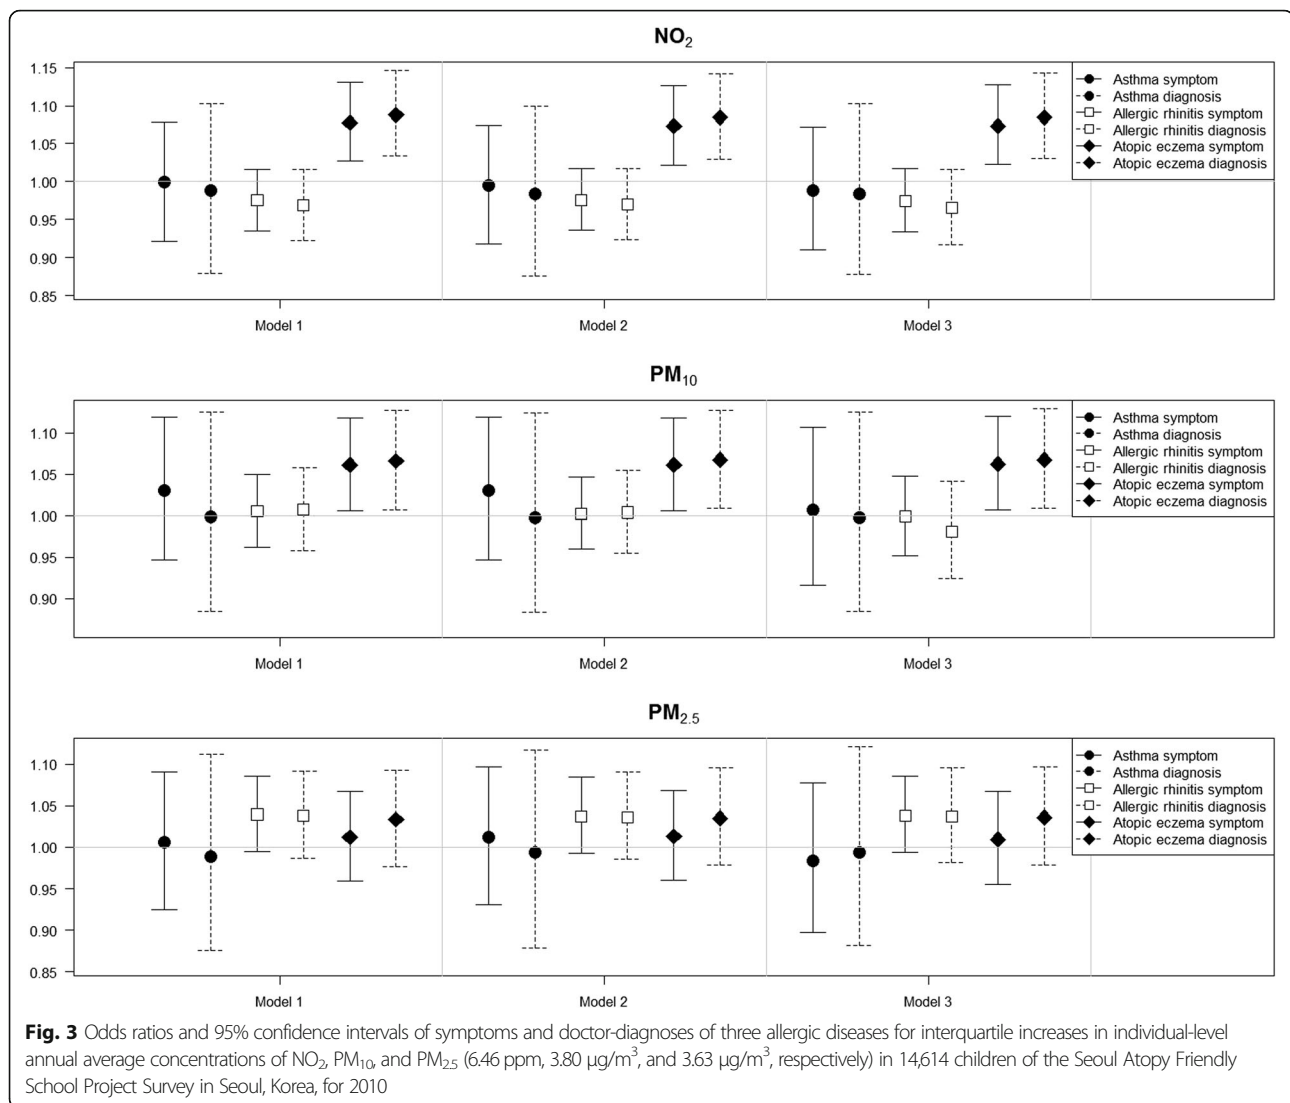 NO2
1.15
1.10
1.05
1.00
0.95
0.90
0.85
Asthma symptom
Asthma diagnosis
Allergic rhinitis symptom
Allergic rhinitis diagnosis
Atopic eczema symptom
Atopic eczema diagnosis
Model 1 Model 2 Model 3
PM10
1.10
1.05
1.00
0.95
0.90
Asthma symptom
Asthma diagnosis
Allergic rhinitis symptom
Allergic rhinitis diagnosis
Atopic eczema symptom
Atopic eczema diagnosis
Model 1 Model 2 Model 3
PM2.5
1.10
1.05
1.00
0.95
0.90
0.85
Asthma symptom
Asthma diagnosis
Allergic rhinitis symptom
Allergic rhinitis diagnosis
Atopic eczema symptom
Atopic eczema diagnosis
Model 1 Model 2 Model 3
Fig. 3 Odds ratios and 95% confidence intervals of symptoms and doctor-diagnoses of three allergic diseases for interquartile increases in individual-level
annual average concentrations of NO2, PM10, and PM2.5 (6.46 ppm, 3.80 μg/m³, and 3.63 μg/m³, respectively) in 14,614 children of the Seoul Atopy Friendly
School Project Survey in Seoul, Korea, for 2010